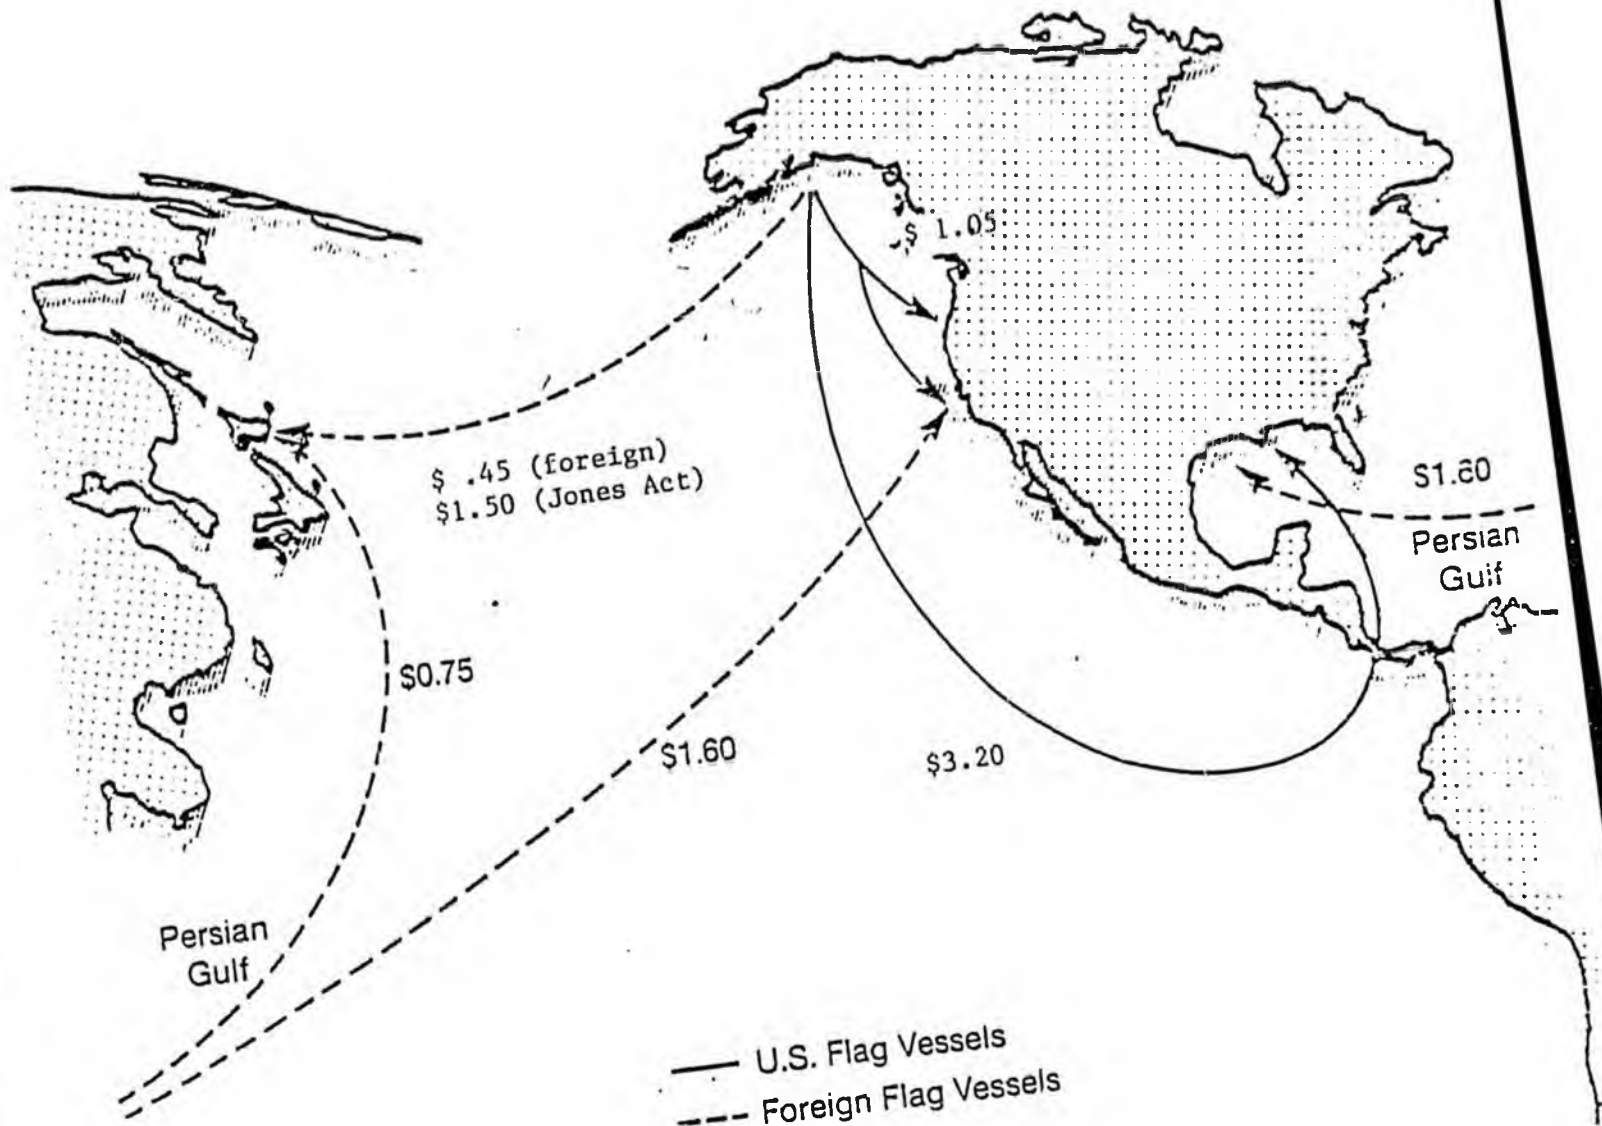 $ 1.05
$ .45 (foreign)
$1.50 (Jones Act)
$1.60
Persian
Gulf
$0.75
$1.60
$3.20
Persian
Gulf
U.S. Flag Vessels
Foreign Flag Vessels